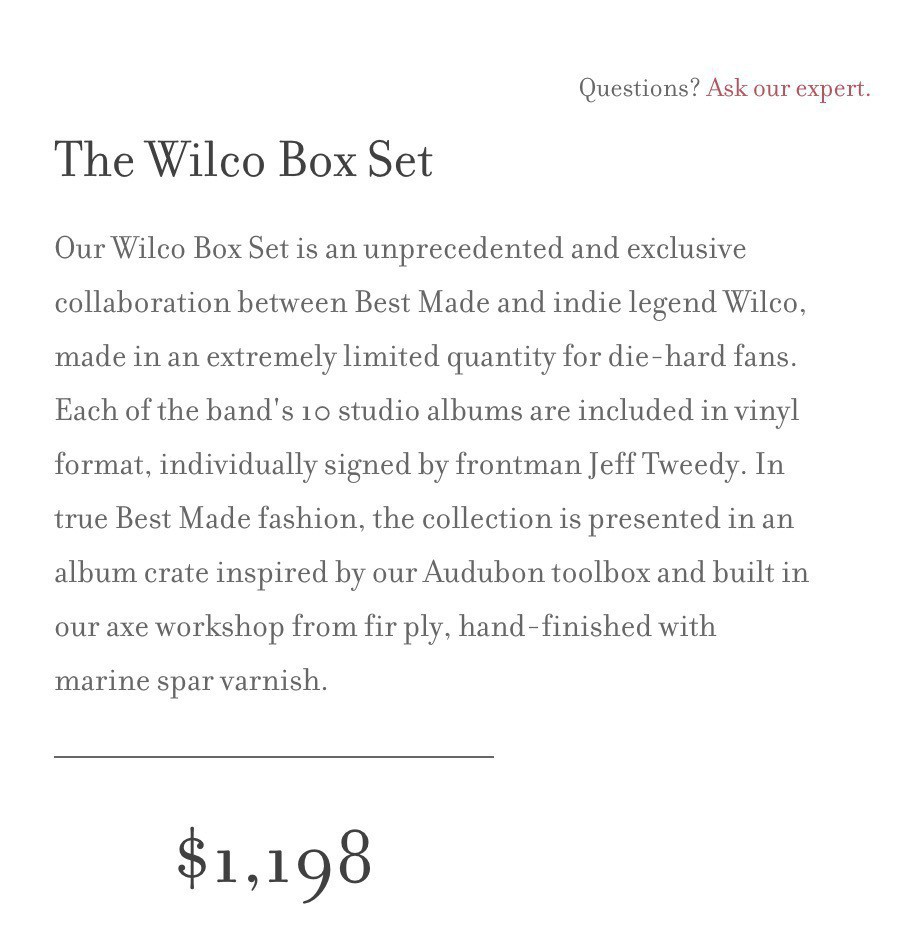 Questions? Ask our expert.
The Wilco Box Set
Our Wilco Box Set is an unprecedented and exclusive
collaboration between Best Made and indie legend Wilco,
made in an extremely limited quantity for die-hard fans.
Each of the band's 10 studio albums are included in vinyl
format, individually signed by frontman Jeff Tweedy. In
true Best Made fashion, the collection is presented in an
album crate inspired by our Audubon toolbox and built in
our axe workshop from fir ply, hand-finished with
marine spar varnish.
$1,198